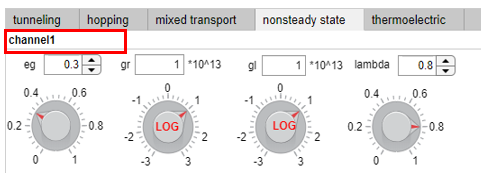 tunneling hopping mixed transport nonsteady state thermoelectric
channel1
eg 0.3 gr 1 *10^13 gl 1 *10^13 lambda 0.8
0.4 0.6 0 0 0.4 0.6
-1 1 -1 1
0.2 0.8 LOG LOG 0.2 0.8
-2 2 -2 2
0 1 -3 3 -3 3 0 1